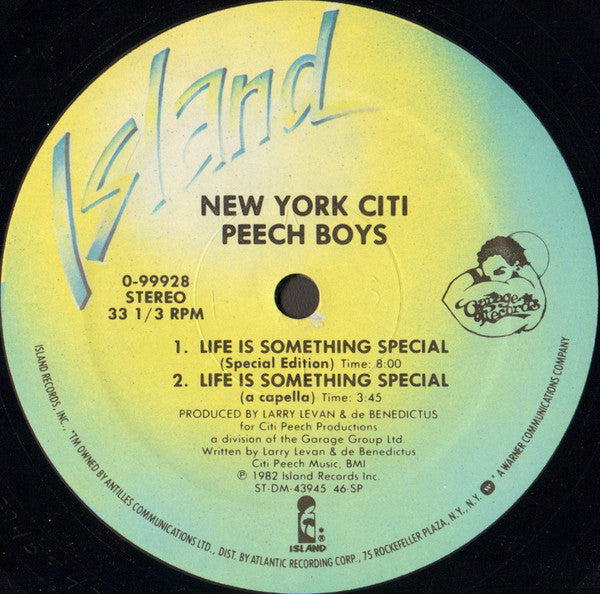 Island
NEW YORK CITI
PEECH BOYS
0-99928
STEREO
33 1/3 RPM
Garage
Records
1. LIFE IS SOMETHING SPECIAL
(Special Edition) Time: 8:00
2. LIFE IS SOMETHING SPECIAL
(a capella) Time: 3:45
PRODUCED BY LARRY LEVAN & de BENEDICTUS
for Citi Peech Productions
a division of the Garage Group Ltd.
Written by Larry Levan & de Benedictus
Citi Peech Music, BMI
℗ 1982 Island Records Inc.
ST-DM-43945 46-SP
ISLAND
®
ISLAND RECORDS, INC., *TM OWNED BY ANTILLES COMMUNICATIONS LTD., DIST. BY ATLANTIC RECORDING CORP., 75 ROCKEFELLER PLAZA, N.Y., N.Y. W * A WARNER COMMUNICATIONS COMPANY